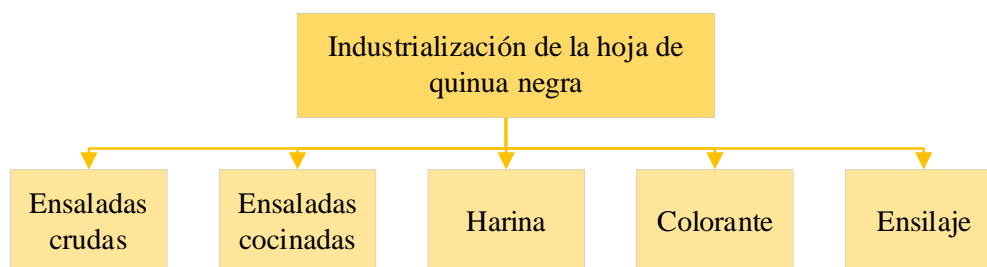 Industrialización de la hoja de
quinua negra
Ensaladas
crudas
Ensaladas
cocinadas
Harina
Colorante
Ensilaje